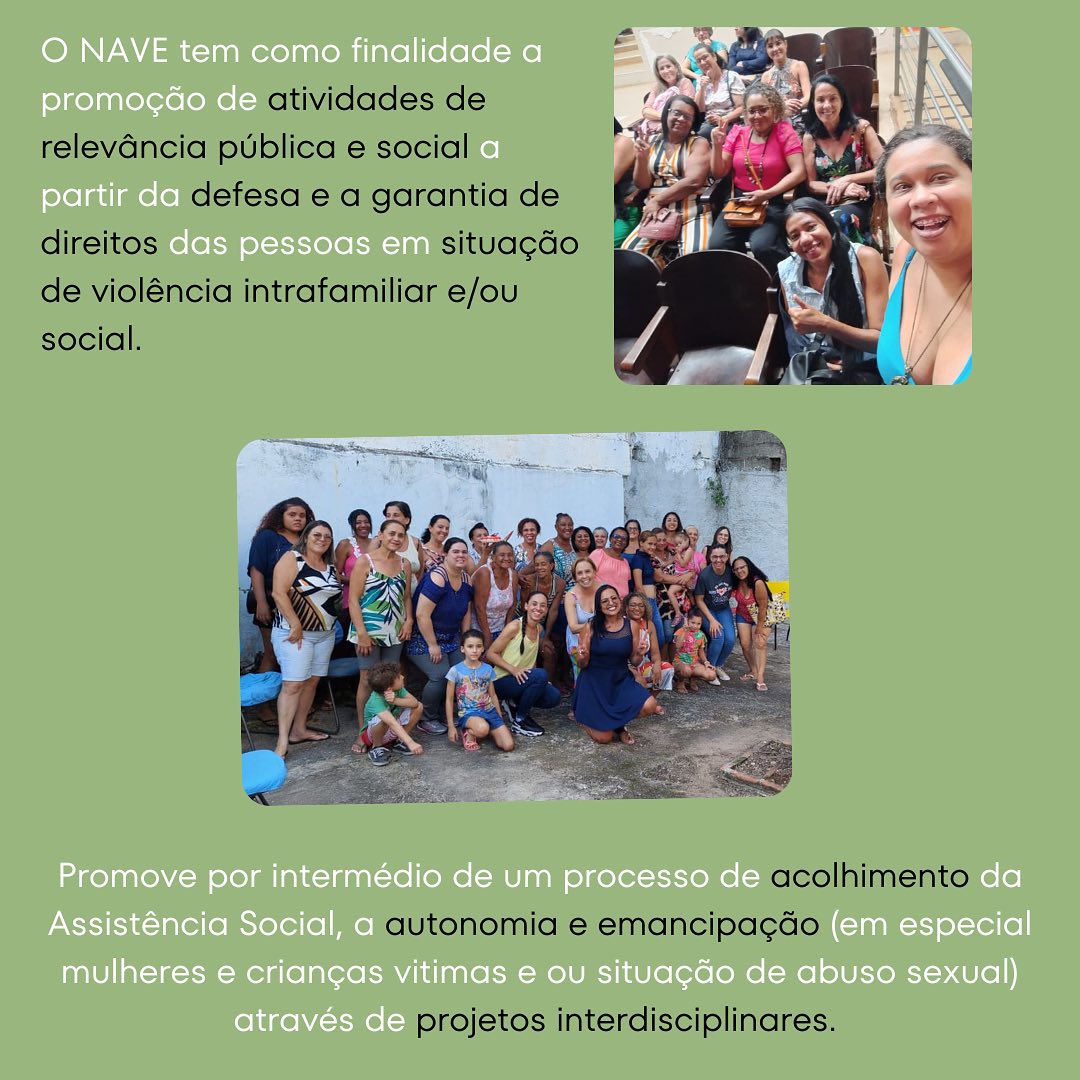 O NAVE tem como finalidade a
promoção de atividades de
relevância pública e social a
partir da defesa e a garantia de
direitos das pessoas em situação
de violência intrafamiliar e/ou
social.
Promove por intermédio de um processo de acolhimento da
Assistência Social, a autonomia e emancipação (em especial
mulheres e crianças vitimas e ou situação de abuso sexual)
através de projetos interdisciplinares.